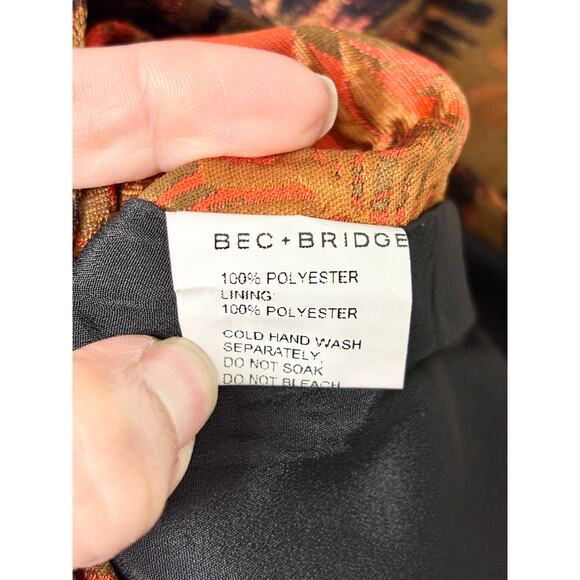 BEC + BRIDGE
100% POLYESTER
LINING:
100% POLYESTER
COLD HAND WASH
SEPARATELY,
DO NOT SOAK
DO NOT BLEACH